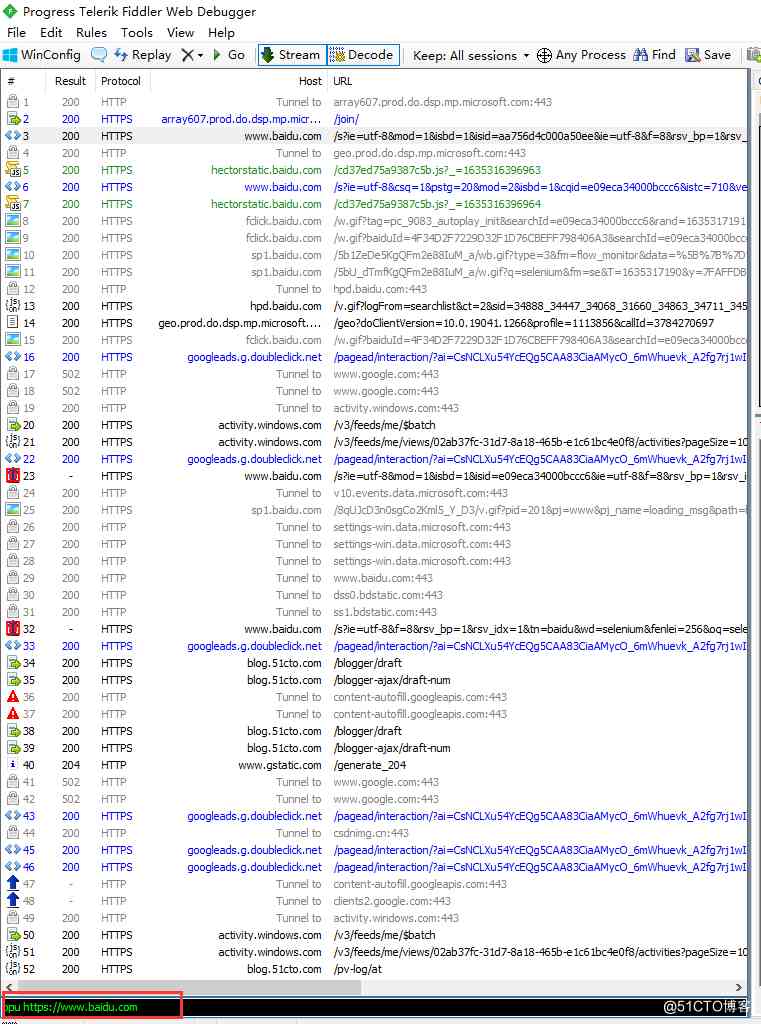 Progress Telerik Fiddler Web Debugger
File Edit Rules Tools View Help
WinConfig Replay Go Stream Decode Keep: All sessions Any Process Find Save
# Result Protocol Host URL
1 200 HTTP Tunnel to array607.prod.do.dsp.mp.microsoft.com:443
2 200 HTTPS array607.prod.do.dsp.mp.micr... /join/
3 200 HTTPS www.baidu.com /s?ie=utf-8&mod=1&isbd=1&isid=aa756d4c000a50ee&ie=utf-8&f=8&rsv_bp=1&rsv_
4 200 HTTP Tunnel to geo.prod.do.dsp.mp.microsoft.com:443
5 200 HTTPS hectorstatic.baidu.com /cd37ed75a9387c5b.js?_=1635316396963
6 200 HTTPS www.baidu.com /s?ie=utf-8&csq=1&pstg=20&mod=2&isbd=1&cqid=e09eca34000bccc6&istc=710&ve
7 200 HTTPS hectorstatic.baidu.com /cd37ed75a9387c5b.js?_=1635316396964
8 200 HTTPS fclick.baidu.com /w.gif?tag=pc_9083_autoplay_init&searchId=e09eca34000bccc6&rand=1635317191
9 200 HTTPS fclick.baidu.com /w.gif?baiduId=4F34D2F7229D32F1D76CBEFF798406A3&searchId=e09eca34000bccc
10 200 HTTPS sp1.baidu.com /5b1ZeDe5KgQFm2e88IuM_a/wb.gif?type=3&fm=flow_monitor&data=%5B%7B%7D
11 200 HTTPS sp1.baidu.com /5bU_dTmfKgQFm2e88IuM_a/w.gif?q=selenium&fm=se&T=1635317190&y=7FAFFDB
12 200 HTTP Tunnel to hpd.baidu.com:443
13 200 HTTPS hpd.baidu.com /v.gif?logFrom=searchlist&ct=2&sid=34888_34447_34068_31660_34863_34711_345
14 200 HTTPS geo.prod.do.dsp.mp.microsoft.... /geo?doClientVersion=10.0.19041.1266&profile=1113856&callId=3784270697
15 200 HTTPS fclick.baidu.com /w.gif?baiduId=4F34D2F7229D32F1D76CBEFF798406A3&searchId=e09eca34000bccc
16 200 HTTPS googleads.g.doubleclick.net /pagead/interaction/?ai=CsNCLXu54YcEQg5CAA83CiaAMycO_6mWhuevk_A2fg7rj1wI
17 502 HTTP Tunnel to www.google.com:443
18 502 HTTP Tunnel to www.google.com:443
19 200 HTTP Tunnel to activity.windows.com:443
20 200 HTTPS activity.windows.com /v3/feeds/me/$batch
21 200 HTTPS activity.windows.com /v3/feeds/me/views/02ab37fc-31d7-8a18-465b-e1c61bc4e0f8/activities?pageSize=10
22 200 HTTPS googleads.g.doubleclick.net /pagead/interaction/?ai=CsNCLXu54YcEQg5CAA83CiaAMycO_6mWhuevk_A2fg7rj1wI
23 - HTTPS www.baidu.com /s?ie=utf-8&mod=1&isbd=1&isid=e09eca34000bccc6&ie=utf-8&f=8&rsv_bp=1&rsv_i
24 200 HTTP Tunnel to v10.events.data.microsoft.com:443
25 200 HTTPS sp1.baidu.com /8qUJcD3n0sgCo2Kml5_Y_D3/v.gif?pid=201&pj=www&pj_name=loading_msg&path=
26 200 HTTP Tunnel to settings-win.data.microsoft.com:443
27 200 HTTP Tunnel to settings-win.data.microsoft.com:443
28 200 HTTP Tunnel to settings-win.data.microsoft.com:443
29 200 HTTP Tunnel to www.baidu.com:443
30 200 HTTP Tunnel to dss0.bdstatic.com:443
31 200 HTTP Tunnel to ss1.bdstatic.com:443
32 - HTTPS www.baidu.com /s?ie=utf-8&f=8&rsv_bp=1&rsv_idx=1&tn=baidu&wd=selenium&fenlei=256&oq=sele
33 200 HTTPS googleads.g.doubleclick.net /pagead/interaction/?ai=CsNCLXu54YcEQg5CAA83CiaAMycO_6mWhuevk_A2fg7rj1wI
34 200 HTTPS blog.51cto.com /blogger/draft
35 200 HTTPS blog.51cto.com /blogger-ajax/draft-num
36 200 HTTP Tunnel to content-autofill.googleapis.com:443
37 200 HTTP Tunnel to content-autofill.googleapis.com:443
38 200 HTTPS blog.51cto.com /blogger/draft
39 200 HTTPS blog.51cto.com /blogger-ajax/draft-num
40 204 HTTPS www.gstatic.com /generate_204
41 502 HTTP Tunnel to www.google.com:443
42 502 HTTP Tunnel to www.google.com:443
43 200 HTTPS googleads.g.doubleclick.net /pagead/interaction/?ai=CsNCLXu54YcEQg5CAA83CiaAMycO_6mWhuevk_A2fg7rj1wI
44 200 HTTP Tunnel to csdnimg.cn:443
45 200 HTTPS googleads.g.doubleclick.net /pagead/interaction/?ai=CsNCLXu54YcEQg5CAA83CiaAMycO_6mWhuevk_A2fg7rj1wI
46 200 HTTPS googleads.g.doubleclick.net /pagead/interaction/?ai=CsNCLXu54YcEQg5CAA83CiaAMycO_6mWhuevk_A2fg7rj1wI
47 - HTTP Tunnel to content-autofill.googleapis.com:443
48 - HTTP Tunnel to clients2.google.com:443
49 200 HTTP Tunnel to activity.windows.com:443
50 200 HTTPS activity.windows.com /v3/feeds/me/$batch
51 200 HTTPS activity.windows.com /v3/feeds/me/views/02ab37fc-31d7-8a18-465b-e1c61bc4e0f8/activities?pageSize=10
52 200 HTTPS blog.51cto.com /pv-log/at
bpu https://www.baidu.com
@51CTO博客